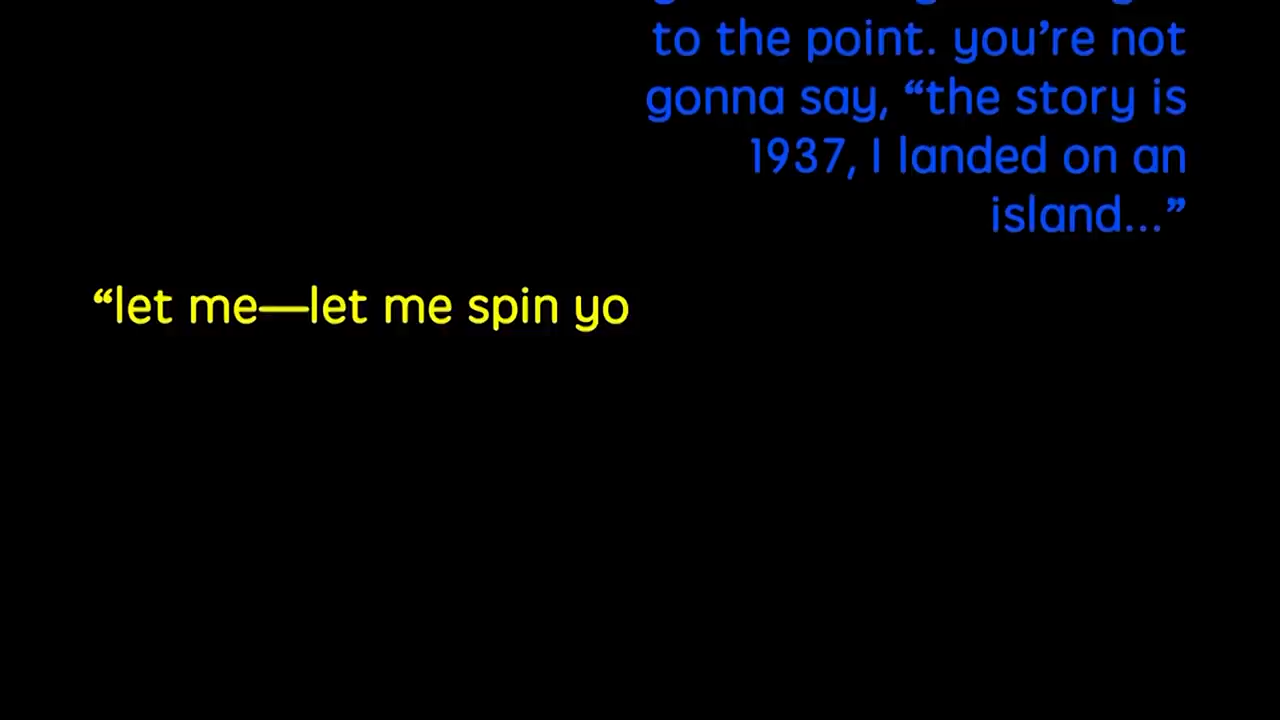 to the point. you’re not
gonna say, “the story is
1937, I landed on an
island...”
“let me—let me spin yo